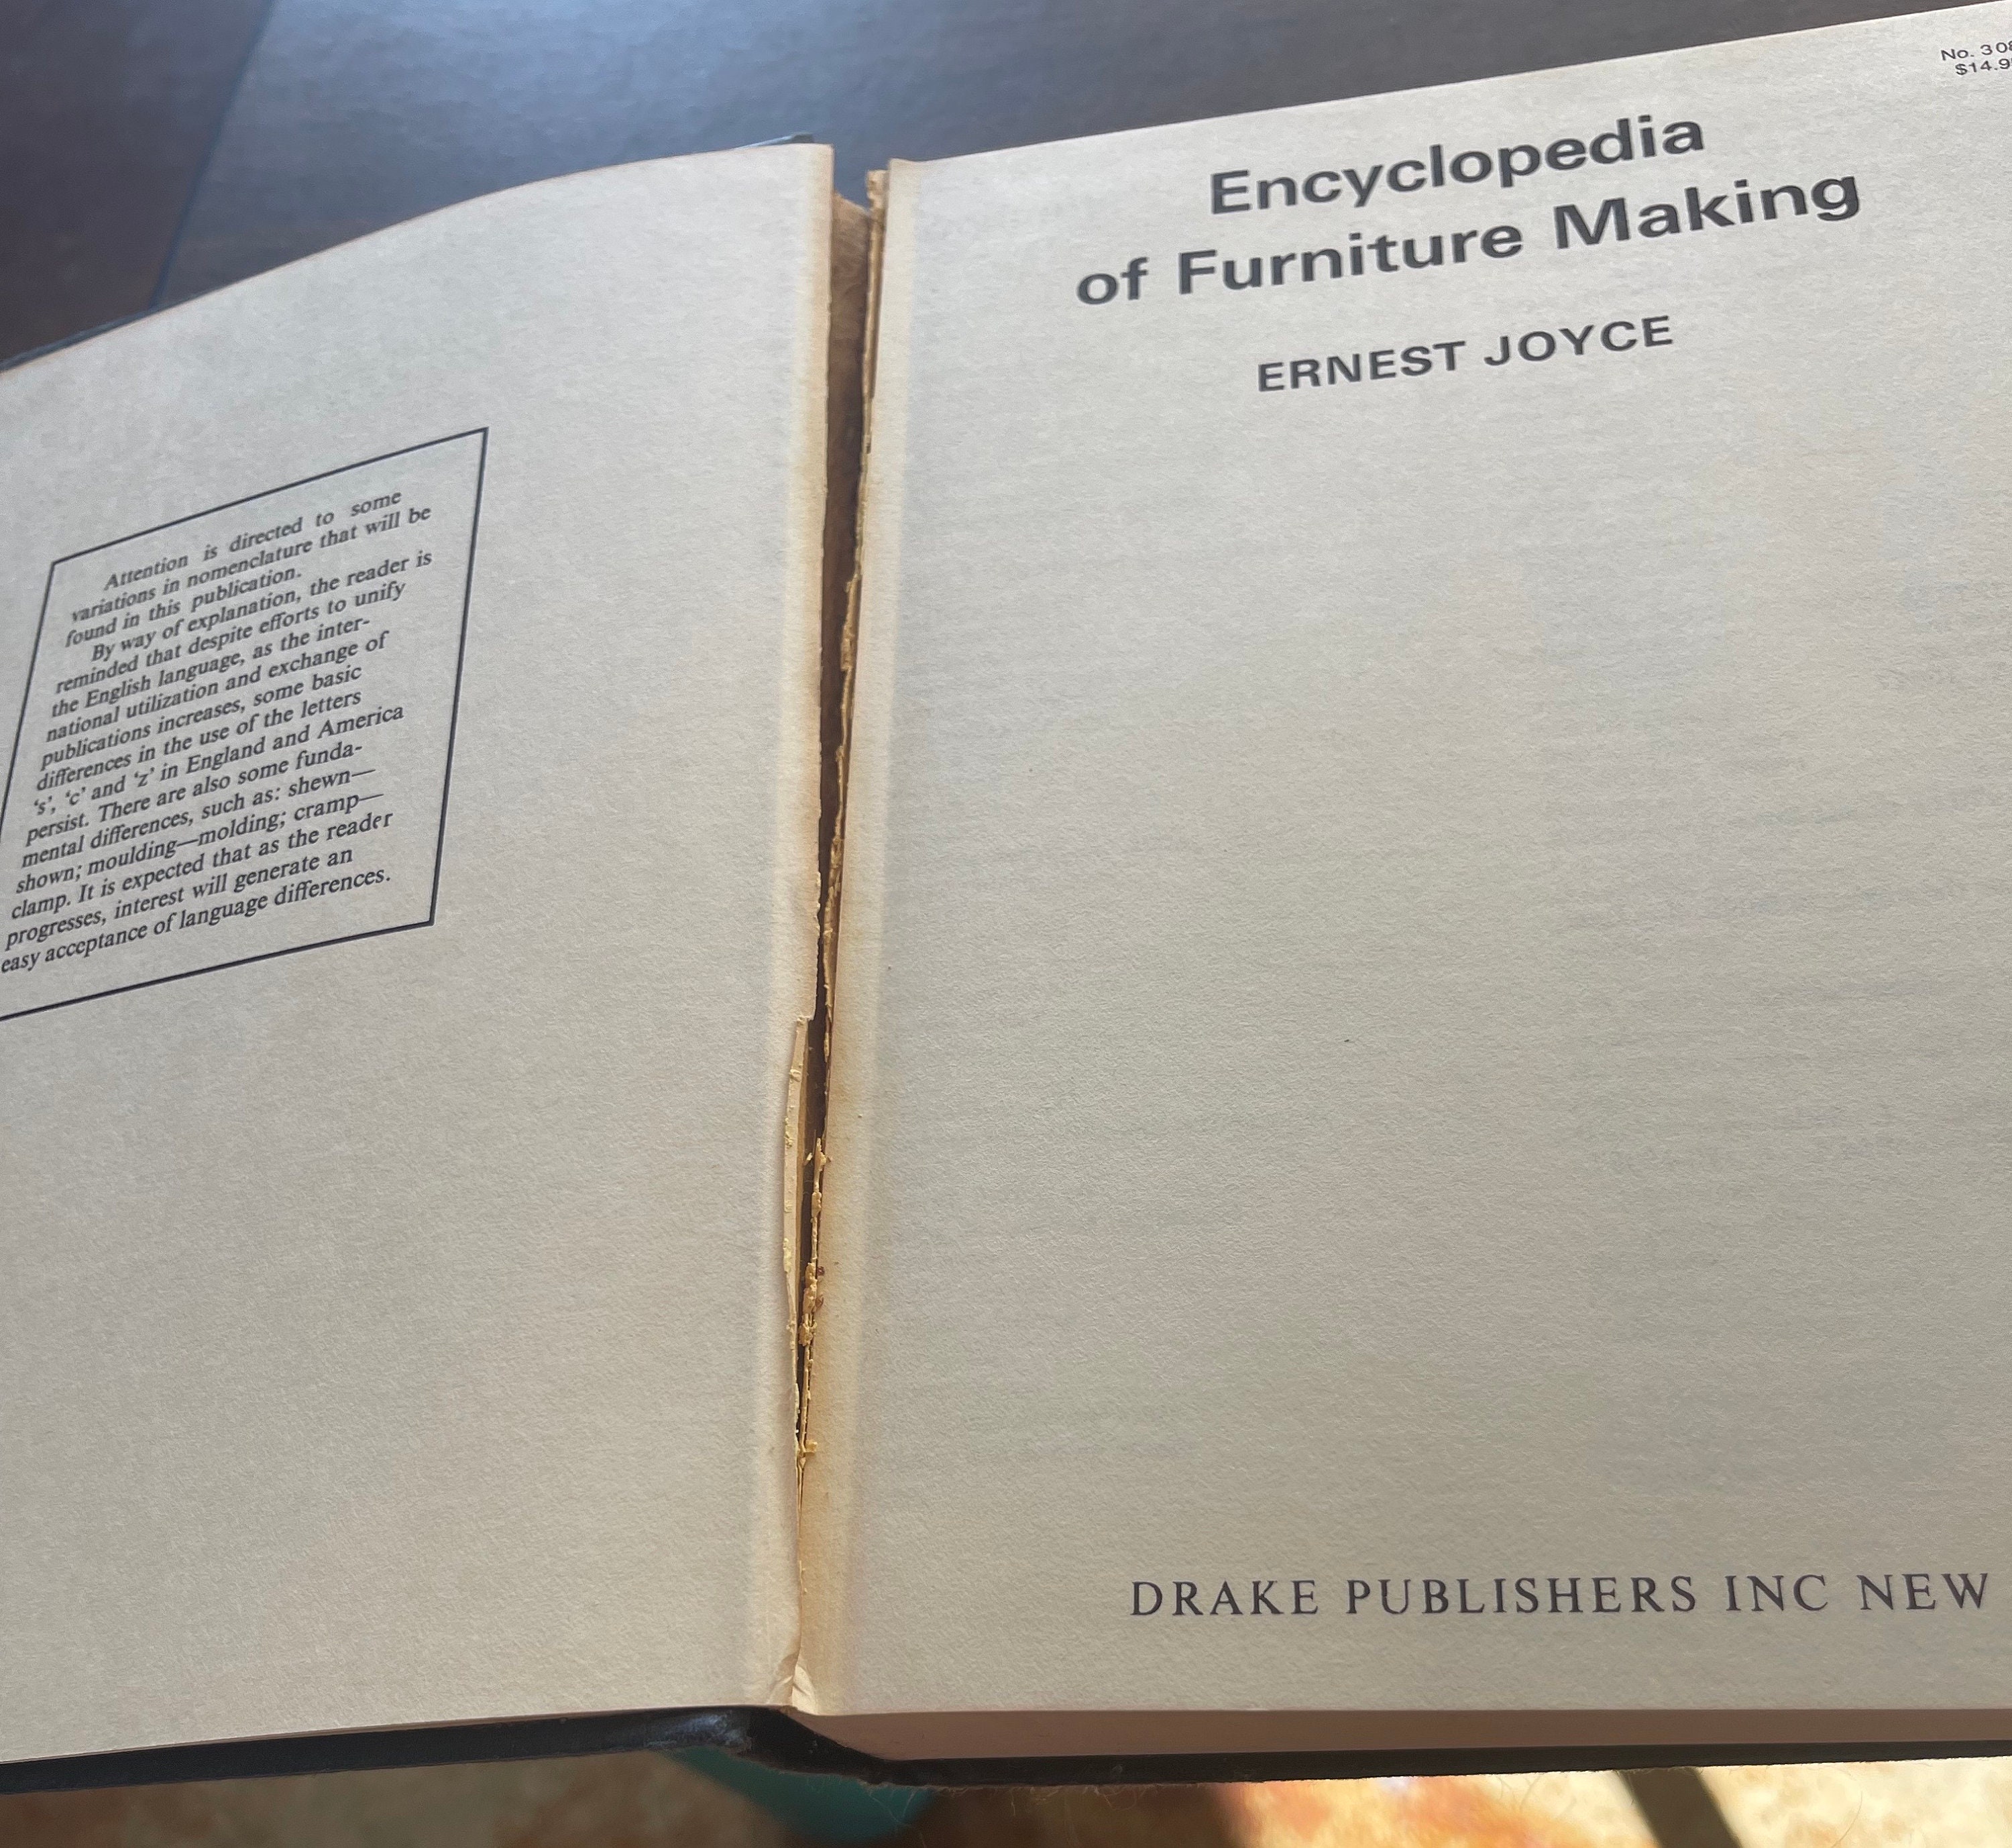 Attention is directed to some
variations in nomenclature that will be
found in this publication.
By way of explanation, the reader is
reminded that despite efforts to unify
the English language, as the inter-
national utilization and exchange of
publications increases, some basic
differences in the use of the letters
‘s’, ‘c’ and ‘z’ in England and America
persist. There are also some funda-
mental differences, such as: shewn—
shown; moulding—molding; cramp—
clamp. It is expected that as the reader
progresses, interest will generate an
easy acceptance of language differences.
No.
Encyclopedia
of Furniture Making
ERNEST JOYCE
DRAKE PUBLISHERS INC NEW